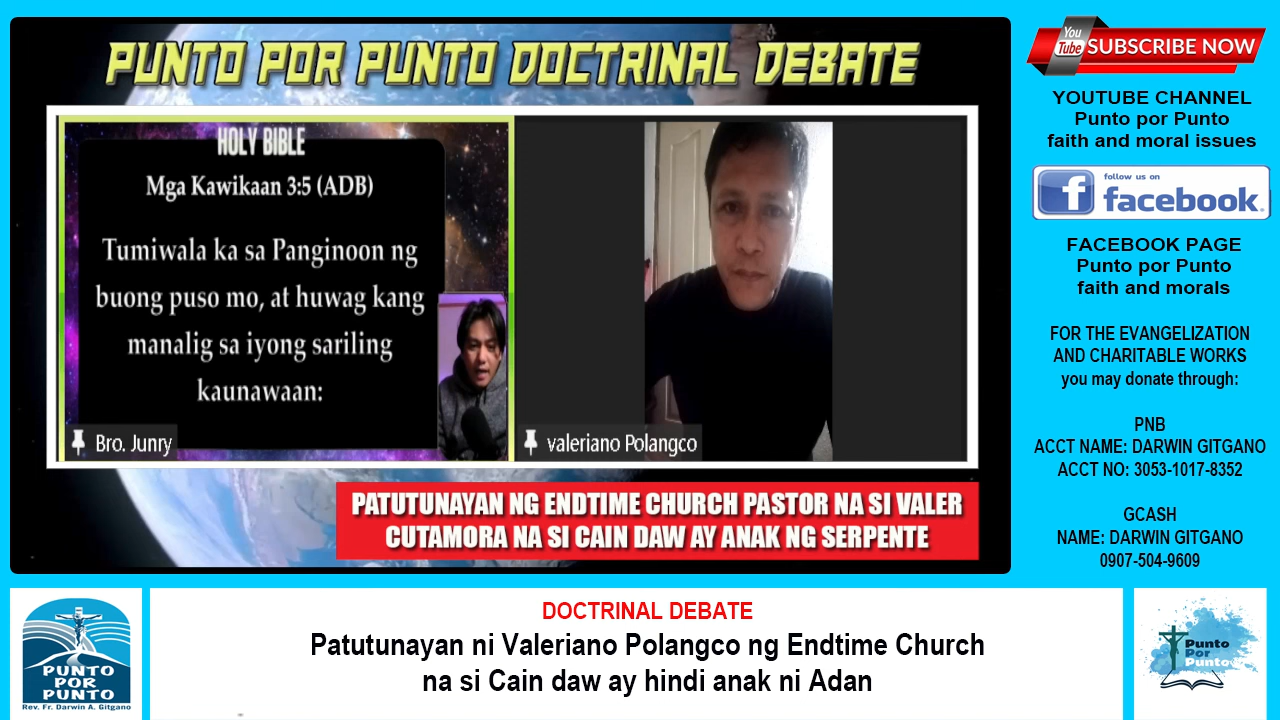 PUNTO POR PUNTO DOCTRINAL DEBATE
HOLY BIBLE
Mga Kawikaan 3:5 (ADB)
Tumiwala ka sa Panginoon ng
buong puso mo, at huwag kang
manalig sa iyong sariling
kaunawaan:
Bro. Junry
valeriano Polangco
PATUTUNAYAN NG ENDTIME CHURCH PASTOR NA SI VALER
CUTAMORA NA SI CAIN DAW AY ANAK NG SERPENTE
You
Tube
SUBSCRIBE NOW
YOUTUBE CHANNEL
Punto por Punto
faith and moral issues
follow us on
facebook.
FACEBOOK PAGE
Punto por Punto
faith and morals
FOR THE EVANGELIZATION
AND CHARITABLE WORKS
you may donate through:
PNB
ACCT NAME: DARWIN GITGANO
ACCT NO: 3053-1017-8352
GCASH
NAME: DARWIN GITGANO
0907-504-9609
PUNTO
POR
PUNTO
Rev. Fr. Darwin A. Gitgano
DOCTRINAL DEBATE
Patutunayan ni Valeriano Polangco ng Endtime Church
na si Cain daw ay hindi anak ni Adan
Punto
Por
Punto